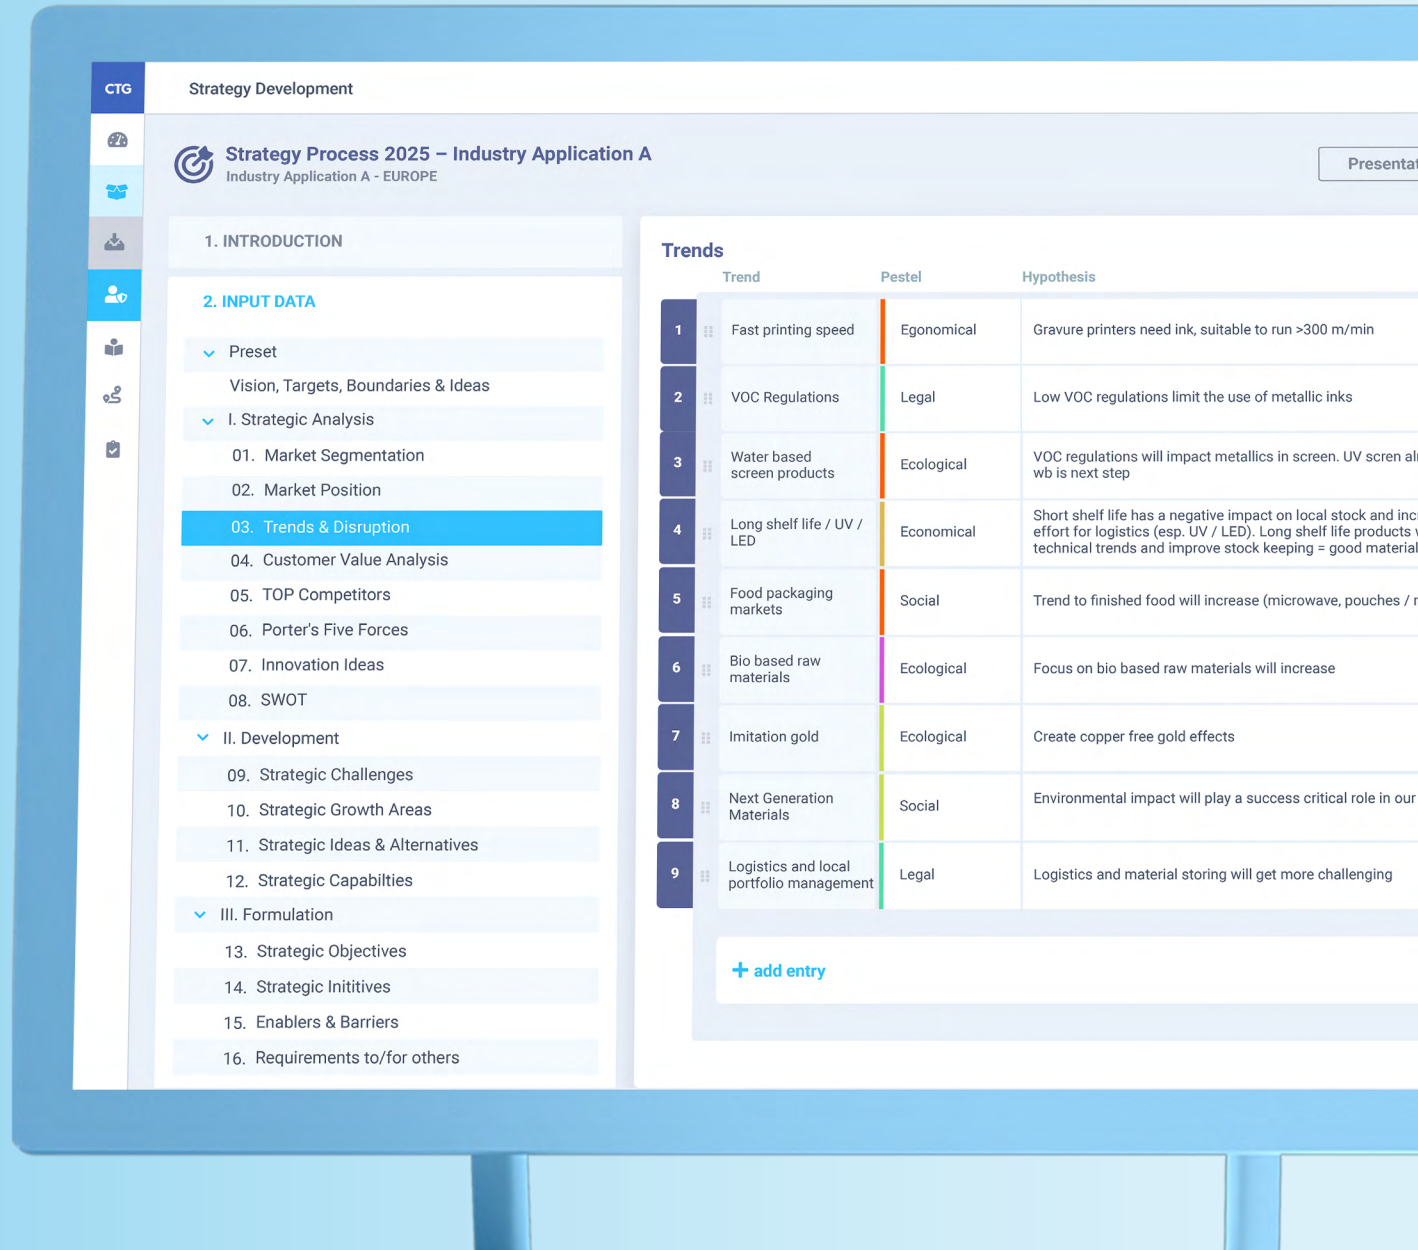 CTG
Strategy Development
Strategy Process 2025 – Industry Application A
Industry Application A - EUROPE
1. INTRODUCTION
2. INPUT DATA
Preset
Vision, Targets, Boundaries & Ideas
I. Strategic Analysis
01. Market Segmentation
02. Market Position
03. Trends & Disruption
04. Customer Value Analysis
05. TOP Competitors
06. Porter's Five Forces
07. Innovation Ideas
08. SWOT
II. Development
09. Strategic Challenges
10. Strategic Growth Areas
11. Strategic Ideas & Alternatives
12. Strategic Capabilties
III. Formulation
13. Strategic Objectives
14. Strategic Inititives
15. Enablers & Barriers
16. Requirements to/for others
Presentat
Trends
Trend Pestel Hypothesis
1 Fast printing speed Egonomical Gravure printers need ink, suitable to run >300 m/min
2 VOC Regulations Legal Low VOC regulations limit the use of metallic inks
3 Water based
screen products
Ecological
VOC regulations will impact metallics in screen. UV scren
wb is next step
4 Long shelf life / UV /
LED
Economical
Short shelf life has a negative impact on local stock and
effort for logistics (esp. UV / LED). Long shelf life products
technical trends and improve stock keeping = good material
5 Food packaging
markets
Social
Trend to finished food will increase (microwave, pouches /
6 Bio based raw
materials
Ecological
Focus on bio based raw materials will increase
7 Imitation gold Ecological Create copper free gold effects
8 Next Generation
Materials
Social
Environmental impact will play a success critical role in our
9 Logistics and local
portfolio management
Legal
Logistics and material storing will get more challenging
+ add entry